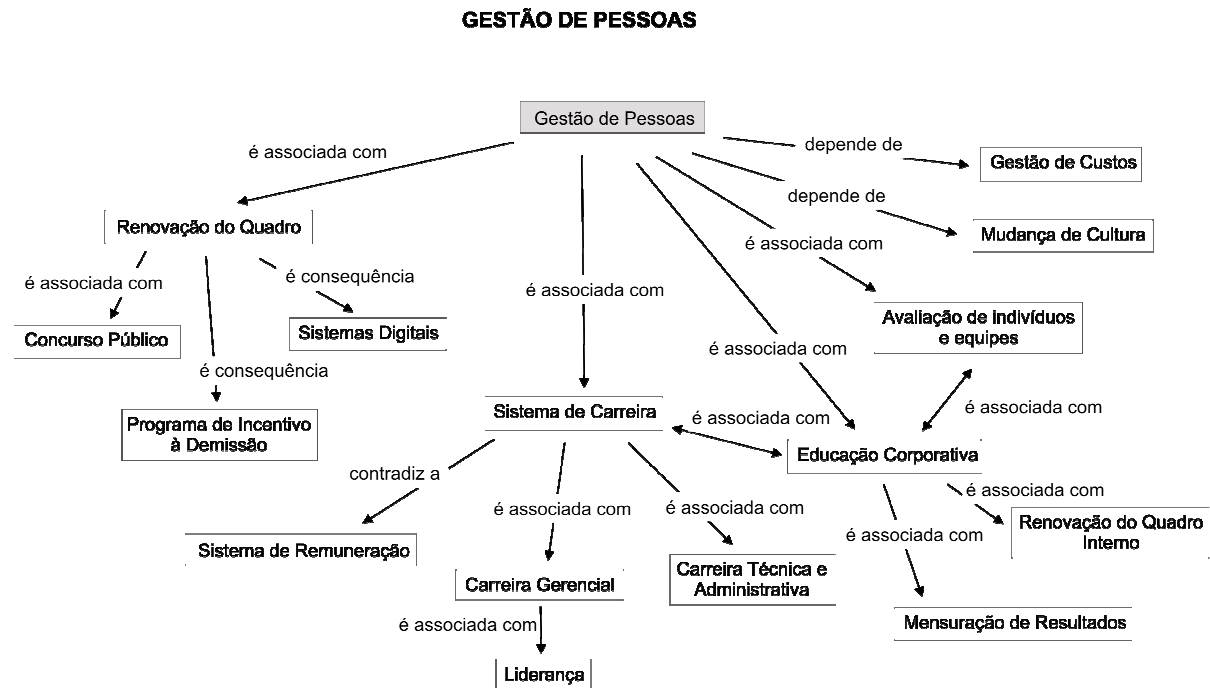 GESTÃO DE PESSOAS
Gestão de Pessoas
é associada com
depende de
Gestão de Custos
depende de
Renovação do Quadro
Mudança de Cultura
é associada com
é associada com
é consequência
é associada com
Concurso Público
Sistemas Digitais
Avaliação de Indivíduos
e equipes
é associada com
é consequência
Programa de Incentivo
à Demissão
Sistema de Carreira
é associada com
é associada com
Educação Corporativa
contradiz a
é associada com
é associada com
é associada com
é associada com
Sistema de Remuneração
Renovação do Quadro
Interno
Carreira Gerencial
Carreira Técnica e
Administrativa
é associada com
Mensuração de Resultados
Liderança